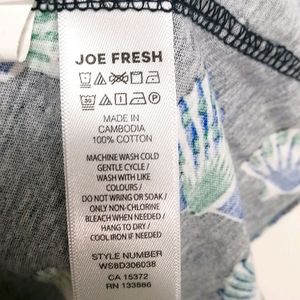 JOE FRESH
MADE IN
CAMBODIA
100% COTTON
MACHINE WASH COLD
GENTLE CYCLE /
WASH WITH LIKE
COLOURS /
DO NOT WRING OR SOAK /
ONLY NON-CHLORINE
BLEACH WHEN NEEDED /
HANG TO DRY /
COOL IRON IF NEEDED
STYLE NUMBER
WS8D306038
CA 15372
RN 133886